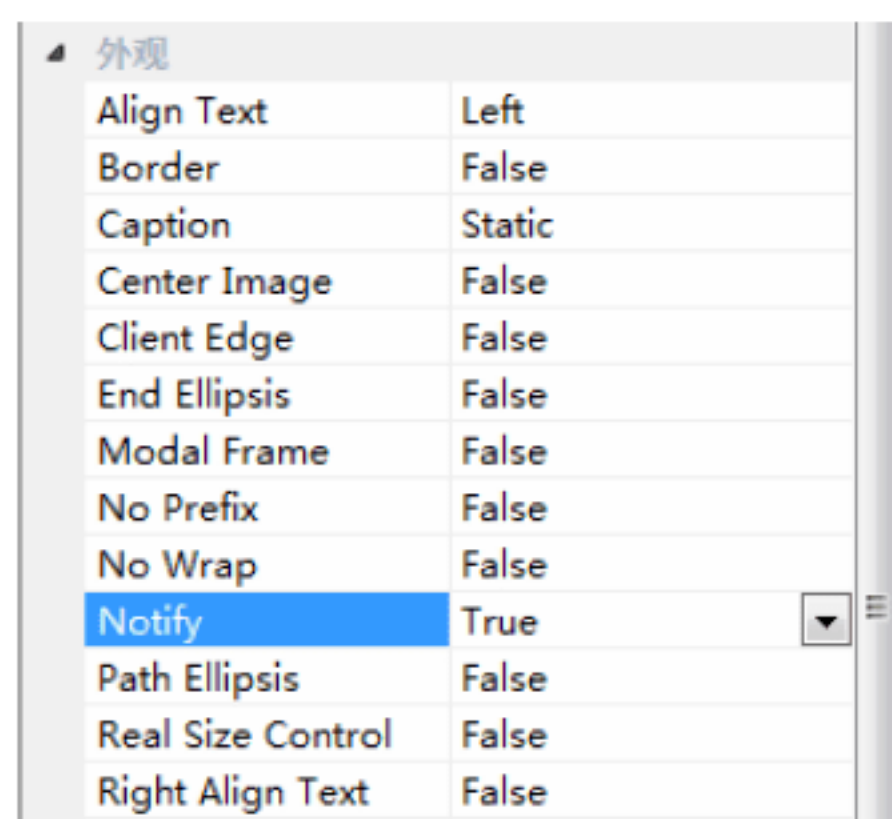 外观
Align Text Left
Border False
Caption Static
Center Image False
Client Edge False
End Ellipsis False
Modal Frame False
No Prefix False
No Wrap False
Notify True
Path Ellipsis False
Real Size Control False
Right Align Text False